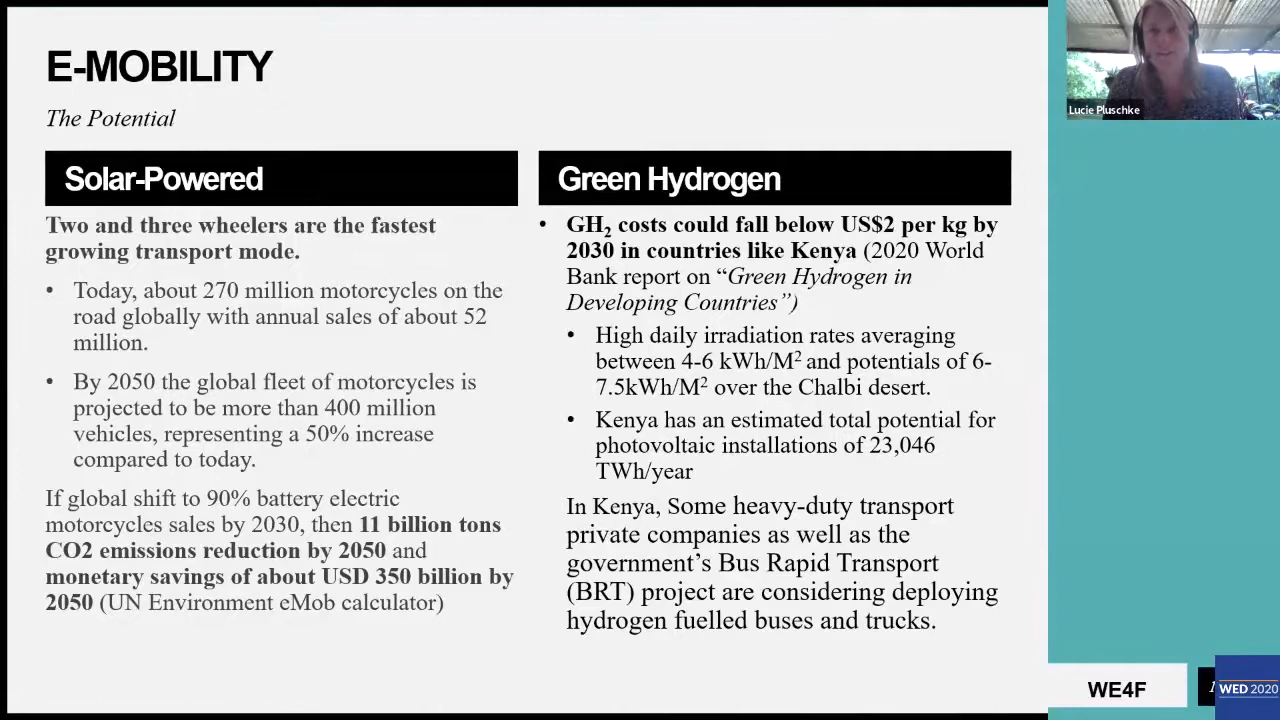 E-MOBILITY
The Potential
Solar-Powered
Two and three wheelers are the fastest
growing transport mode.
• Today, about 270 million motorcycles on the
road globally with annual sales of about 52
million.
• By 2050 the global fleet of motorcycles is
projected to be more than 400 million
vehicles, representing a 50% increase
compared to today.
If global shift to 90% battery electric
motorcycles sales by 2030, then 11 billion tons
CO2 emissions reduction by 2050 and
monetary savings of about USD 350 billion by
2050 (UN Environment eMob calculator)
Green Hydrogen
• GH₂ costs could fall below US$2 per kg by
2030 in countries like Kenya (2020 World
Bank report on “Green Hydrogen in
Developing Countries”)
• High daily irradiation rates averaging
between 4-6 kWh/M² and potentials of 6-
7.5kWh/M² over the Chalbi desert.
• Kenya has an estimated total potential for
photovoltaic installations of 23,046
TWh/year
In Kenya, Some heavy-duty transport
private companies as well as the
government’s Bus Rapid Transport
(BRT) project are considering deploying
hydrogen fuelled buses and trucks.
Lucie Pluschke
WE4F
WED 2020